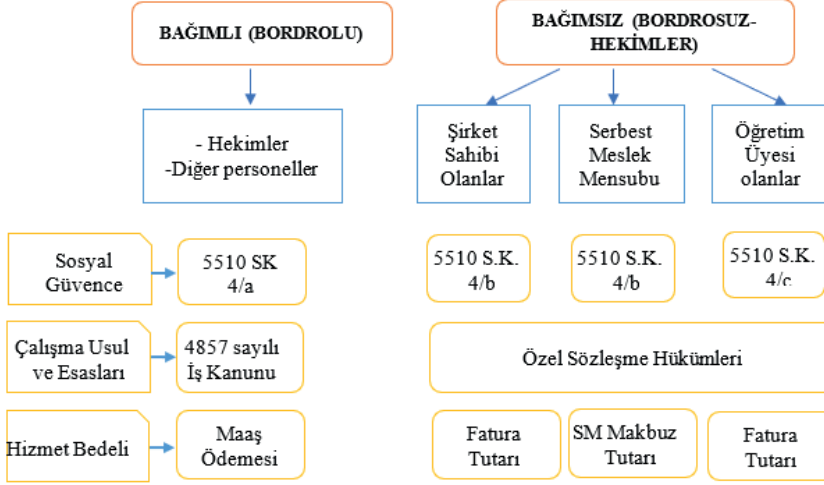 BAĞIMLI (BORDROLU)
BAĞIMSIZ (BORDROSUZ-
HEKİMLER)
- Hekimler
-Diğer personeller
Şirket
Sahibi
Olanlar
Serbest
Meslek
Mensubu
Öğretim
Üyesi
olanlar
Sosyal
Güvence
5510 SK
4/a
5510 S.K.
4/b
5510 S.K.
4/b
5510 S.K.
4/c
Çalışma Usul
ve Esasları
4857 sayılı
İş Kanunu
Özel Sözleşme Hükümleri
Hizmet Bedeli
Maaş
Ödemesi
Fatura
Tutarı
SM Makbuz
Tutarı
Fatura
Tutarı